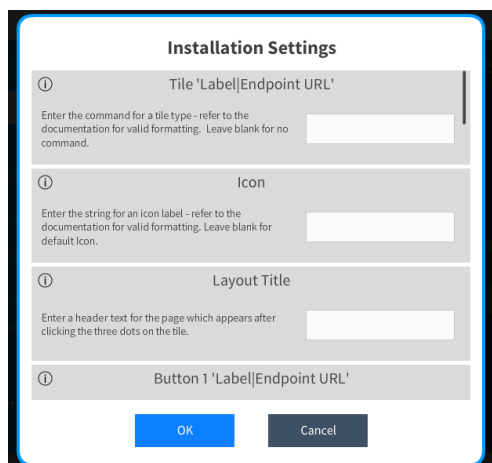 Installation Settings
Tile 'Label|Endpoint URL'
Enter the command for a tile type - refer to the
documentation for valid formatting. Leave blank for no
command.
Icon
Enter the string for an icon label - refer to the
documentation for valid formatting. Leave blank for
default Icon.
Layout Title
Enter a header text for the page which appears after
clicking the three dots on the tile.
Button 1 'Label|Endpoint URL'
OK
Cancel